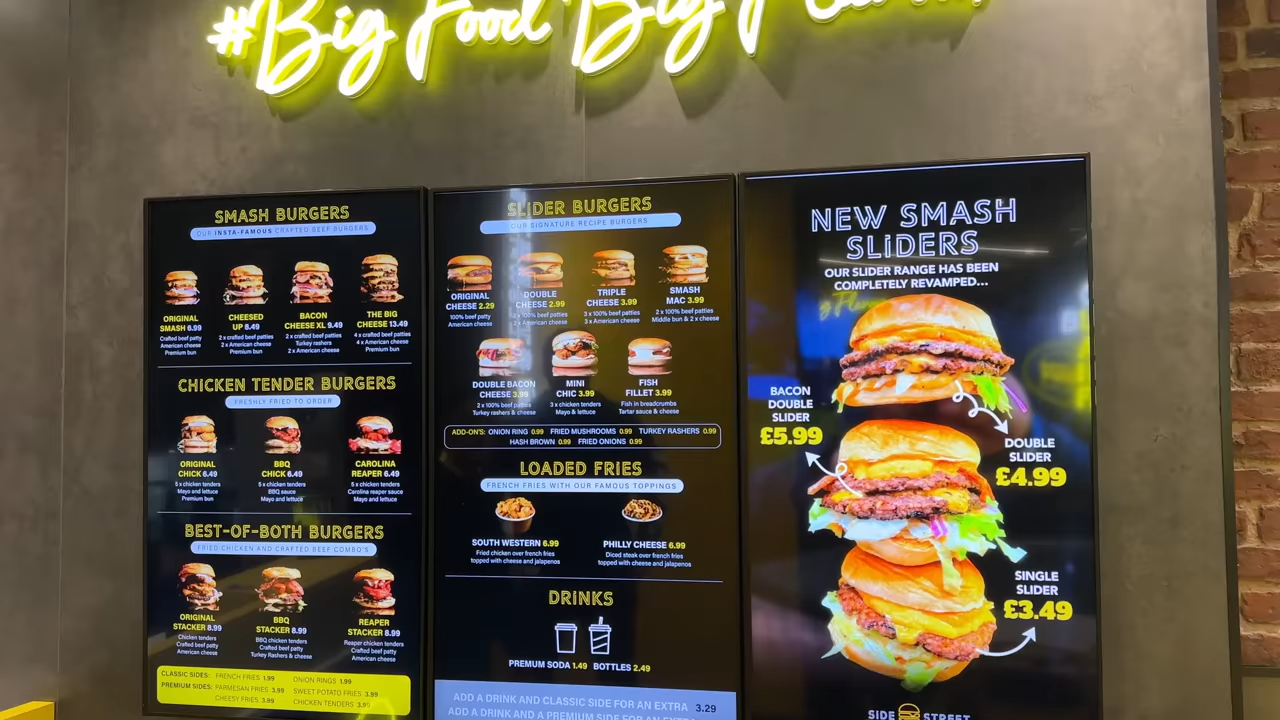 #Big Food Big
SMASH BURGERS
OUR INSTA-FAMOUS CRAFTED BEEF BURGERS
ORIGINAL
SMASH 6.99
Crafted beef patty
American cheese
Premium bun
CHEESED
UP 8.49
2 x crafted beef patties
2 x American cheese
Premium bun
BACON
CHEESE XL 9.49
2 x crafted beef patties
Turkey rashers
2 x American cheese
THE BIG
CHEESE 13.49
4 x crafted beef patties
4 x American cheese
Premium bun
CHICKEN TENDER BURGERS
FRESHLY FRIED TO ORDER
ORIGINAL
CHICK 6.49
5 x chicken tenders
Mayo and lettuce
Premium bun
BBQ
CHICK 6.49
5 x chicken tenders
BBQ sauce
Mayo and lettuce
CAROLINA
REAPER 6.49
5 x chicken tenders
Carolina reaper sauce
Mayo and lettuce
BEST-OF-BOTH BURGERS
FRIED CHICKEN AND CRAFTED BEEF COMBO'S
ORIGINAL
STACKER 8.99
Chicken tenders
Crafted beef patty
American cheese
BBQ
STACKER 8.99
BBQ chicken tenders
Crafted beef patty
Turkey Rashers & cheese
REAPER
STACKER 8.99
Reaper chicken tenders
Crafted beef patty
American cheese
CLASSIC SIDES: FRENCH FRIES 1.99 ONION RINGS 1.99
PREMIUM SIDES: PARMESAN FRIES 3.99 SWEET POTATO FRIES 3.99
CHEESY FRIES 3.99 CHICKEN TENDERS 3.99
SLIDER BURGERS
OUR SIGNATURE RECIPE BURGERS
ORIGINAL
CHEESE 2.29
100% beef patty
American cheese
DOUBLE
CHEESE 2.99
2 x 100% beef patties
2 x American cheese
TRIPLE
CHEESE 3.99
3 x 100% beef patties
3 x American cheese
SMASH
MAC 3.99
2 x 100% beef patties
Middle bun & 2 x cheese
DOUBLE BACON
CHEESE 3.99
2 x 100% beef patties
Turkey rashers & cheese
MINI
CHIC 3.99
3 x chicken tenders
Mayo & lettuce
FISH
FILLET 3.99
Fish in breadcrumbs
Tartar sauce & cheese
ADD-ON'S: ONION RING 0.99 FRIED MUSHROOMS 0.99 TURKEY RASHERS 0.99
HASH BROWN 0.99 FRIED ONIONS 0.99
LOADED FRIES
FRENCH FRIES WITH OUR FAMOUS TOPPINGS
SOUTH WESTERN 6.99
Fried chicken over french fries
topped with cheese and jalapenos
PHILLY CHEESE 6.99
Diced steak over french fries
topped with cheese and jalapenos
DRINKS
PREMUM SODA 1.49 BOTTLES 2.49
ADD A DRINK AND CLASSIC SIDE FOR AN EXTRA 3.29
ADD A DRINK AND A PREMIUM SIDE FOR AN EXTRA
NEW SMASH
SLIDERS
OUR SLIDER RANGE HAS BEEN
COMPLETELY REVAMPED...
BACON
DOUBLE
SLIDER
£5.99
DOUBLE
SLIDER
£4.99
SINGLE
SLIDER
£3.49
SIDE STREET